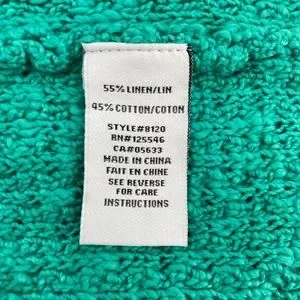 55% LINEN/LIN
45% COTTON/COTON
STYLE#8120
RN#125546
CA#05633
MADE IN CHINA
FAIT EN CHINE
SEE REVERSE
FOR CARE
INSTRUCTIONS